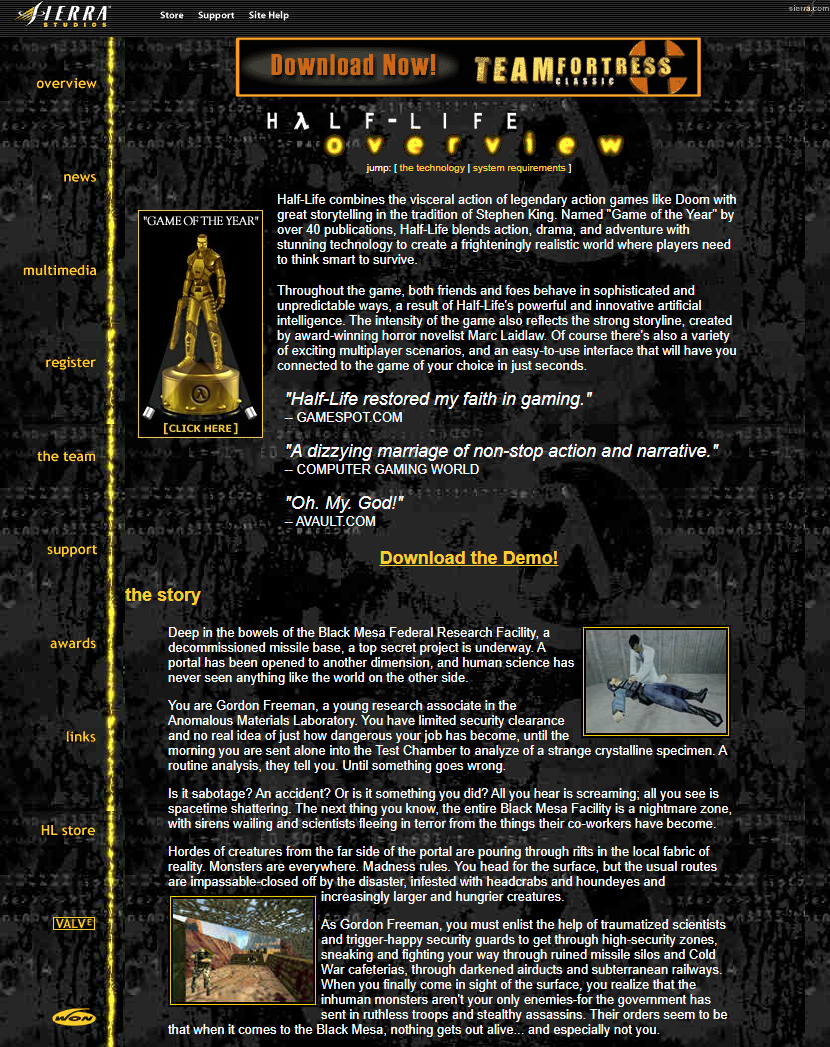 SIERRA
STUDIOS
Store Support Site Help
sierra.com
Download Now! TEAM FORTRESS
CLASSIC
overview
news
multimedia
register
the team
support
awards
links
HL store
VALVE
WON
HλLF-LIFE
overview
jump: [ the technology | system requirements ]
"GAME OF THE YEAR"
[CLICK HERE]
Half-Life combines the visceral action of legendary action games like Doom with
great storytelling in the tradition of Stephen King. Named "Game of the Year" by
over 40 publications, Half-Life blends action, drama, and adventure with
stunning technology to create a frighteningly realistic world where players need
to think smart to survive.
Throughout the game, both friends and foes behave in sophisticated and
unpredictable ways, a result of Half-Life's powerful and innovative artificial
intelligence. The intensity of the game also reflects the strong storyline, created
by award-winning horror novelist Marc Laidlaw. Of course there's also a variety
of exciting multiplayer scenarios, and an easy-to-use interface that will have you
connected to the game of your choice in just seconds.
"Half-Life restored my faith in gaming."
-- GAMESPOT.COM
"A dizzying marriage of non-stop action and narrative."
-- COMPUTER GAMING WORLD
"Oh. My. God!"
-- AVAULT.COM
Download the Demo!
the story
Deep in the bowels of the Black Mesa Federal Research Facility, a
decommissioned missile base, a top secret project is underway. A
portal has been opened to another dimension, and human science has
never seen anything like the world on the other side.
You are Gordon Freeman, a young research associate in the
Anomalous Materials Laboratory. You have limited security clearance
and no real idea of just how dangerous your job has become, until the
morning you are sent alone into the Test Chamber to analyze of a strange crystalline specimen. A
routine analysis, they tell you. Until something goes wrong.
Is it sabotage? An accident? Or is it something you did? All you hear is screaming; all you see is
spacetime shattering. The next thing you know, the entire Black Mesa Facility is a nightmare zone,
with sirens wailing and scientists fleeing in terror from the things their co-workers have become.
Hordes of creatures from the far side of the portal are pouring through rifts in the local fabric of
reality. Monsters are everywhere. Madness rules. You head for the surface, but the usual routes
are impassable-closed off by the disaster, infested with headcrabs and houndeyes and
increasingly larger and hungrier creatures.
As Gordon Freeman, you must enlist the help of traumatized scientists
and trigger-happy security guards to get through high-security zones,
sneaking and fighting your way through ruined missile silos and Cold
War cafeterias, through darkened airducts and subterranean railways.
When you finally come in sight of the surface, you realize that the
inhuman monsters aren't your only enemies-for the government has
sent in ruthless troops and stealthy assassins. Their orders seem to be
that when it comes to the Black Mesa, nothing gets out alive... and especially not you.